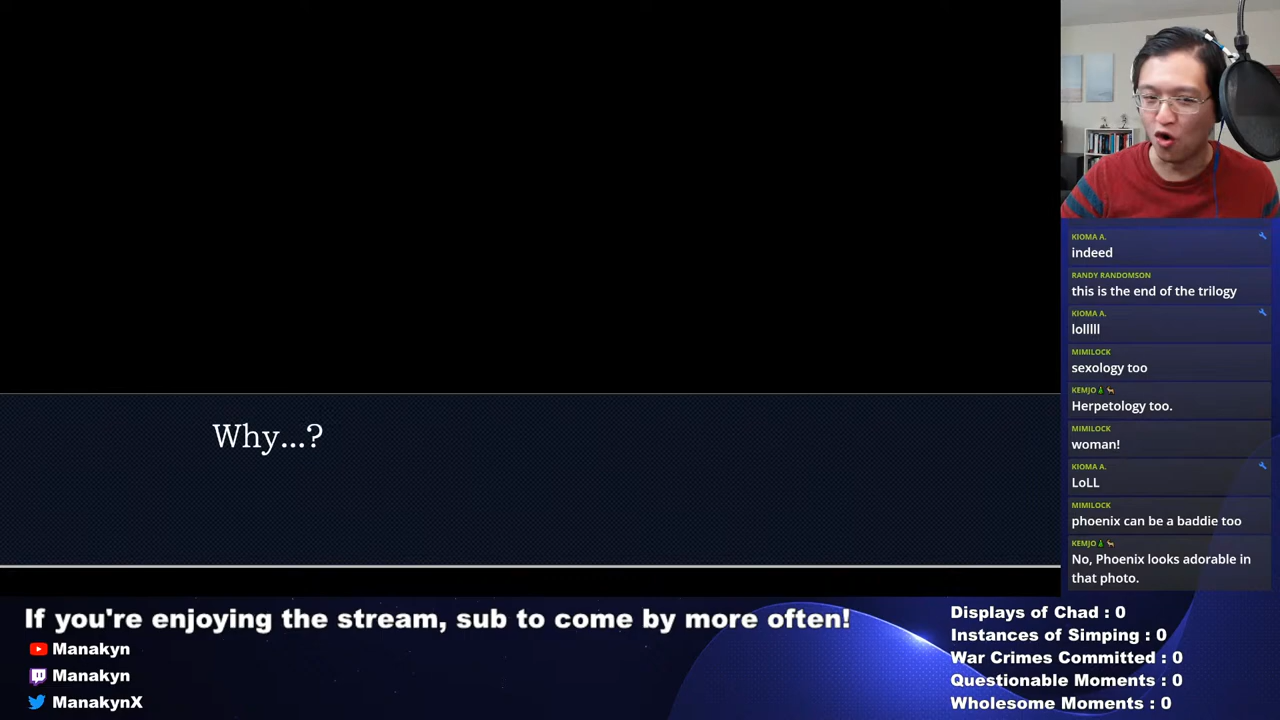 Why...?
KIOMA A.
indeed
RANDY RANDOMSON
this is the end of the trilogy
KIOMA A.
lolllll
MIMILOCK
sexology too
KEMJO
Herpetology too.
MIMILOCK
woman!
KIOMA A.
LoLL
MIMILOCK
phoenix can be a baddie too
KEMJO
No, Phoenix looks adorable in
that photo.
If you're enjoying the stream, sub to come by more often!
Manakyn
Manakyn
ManakynX
Displays of Chad : 0
Instances of Simping : 0
War Crimes Committed : 0
Questionable Moments : 0
Wholesome Moments : 0